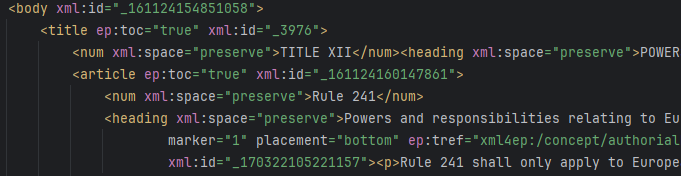 <body xml:id="_161124154851058">
<title ep:toc="true" xml:id="_3976">
<num xml:space="preserve">TITLE XII</num><heading xml:space="preserve">POWER
<article ep:toc="true" xml:id="_161124160147861">
<num xml:space="preserve">Rule 241</num>
<heading xml:space="preserve">Powers and responsibilities relating to Eu
marker="1" placement="bottom" ep:tref="xml4ep:/concept/authorial
xml:id="_170322105221157"><p>Rule 241 shall only apply to Europe